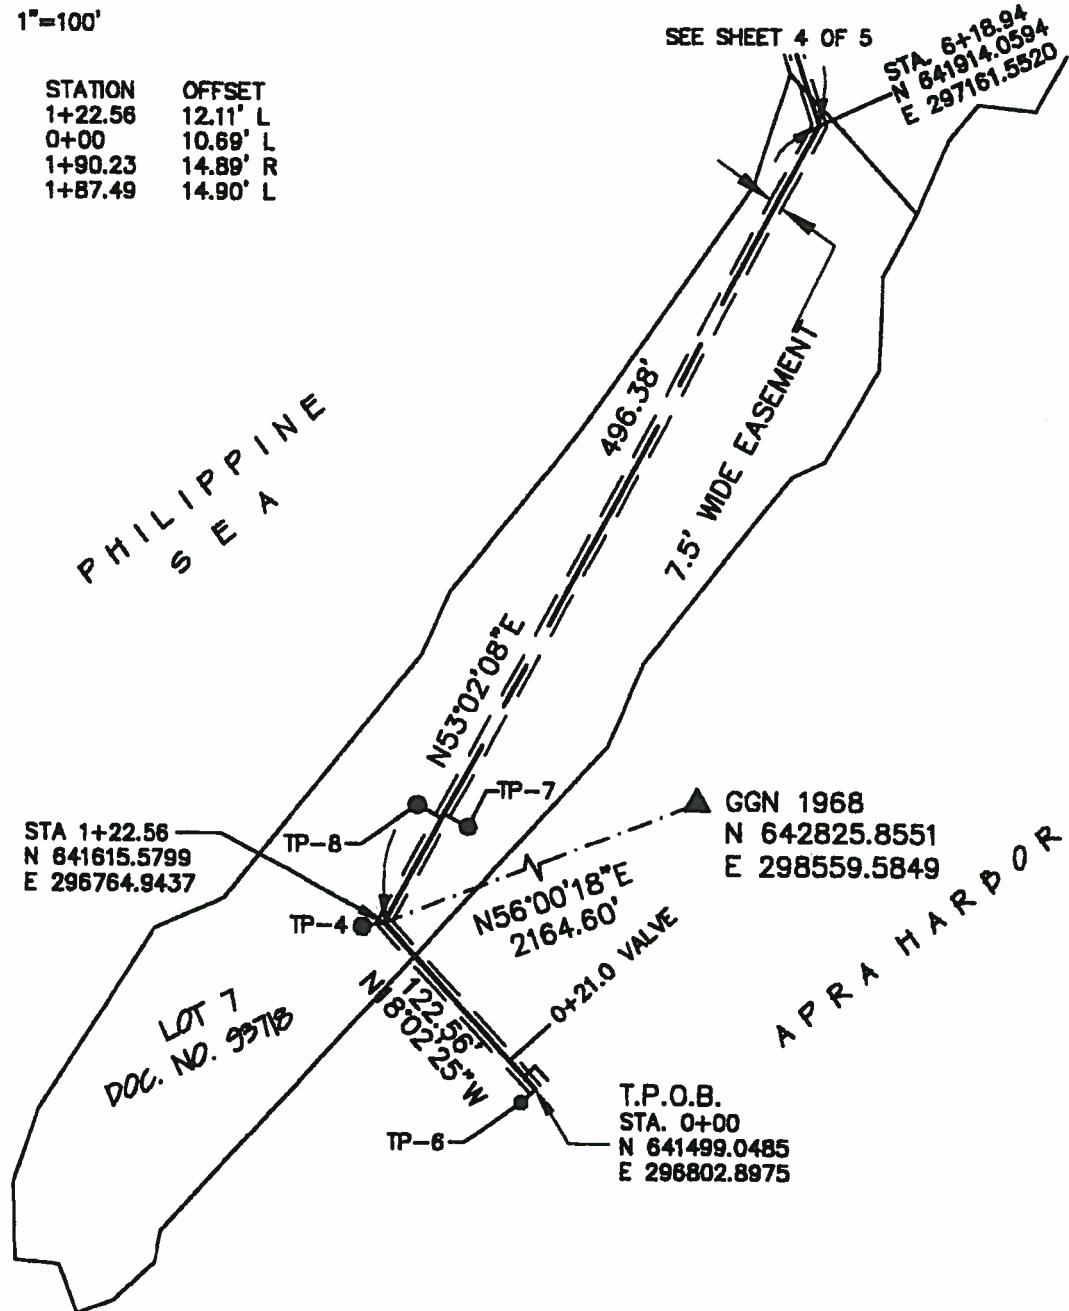 1"=100'
SEE SHEET 4 OF 5
STA. 6+18.94
N 641914.0594
E 297161.5520
STATION OFFSET
1+22.56 12.11' L
0+00 10.69' L
1+90.23 14.89' R
1+87.49 14.90' L
496.38'
7.5' WIDE EASEMENT
PHILIPPINE
SEA
N53°02'08"E
TP-7
TP-8
GGN 1968
N 642825.8551
E 298559.5849
STA 1+22.56
N 641615.5799
E 296764.9437
TP-4
N56°00'18"E
2164.60'
0+21.0 VALVE
APRA HARBOR
122.56'
N18°02'25"W
LOT 7
DOC. NO. 93718
TP-6
T.P.O.B.
STA. 0+00
N 641499.0485
E 296802.8975